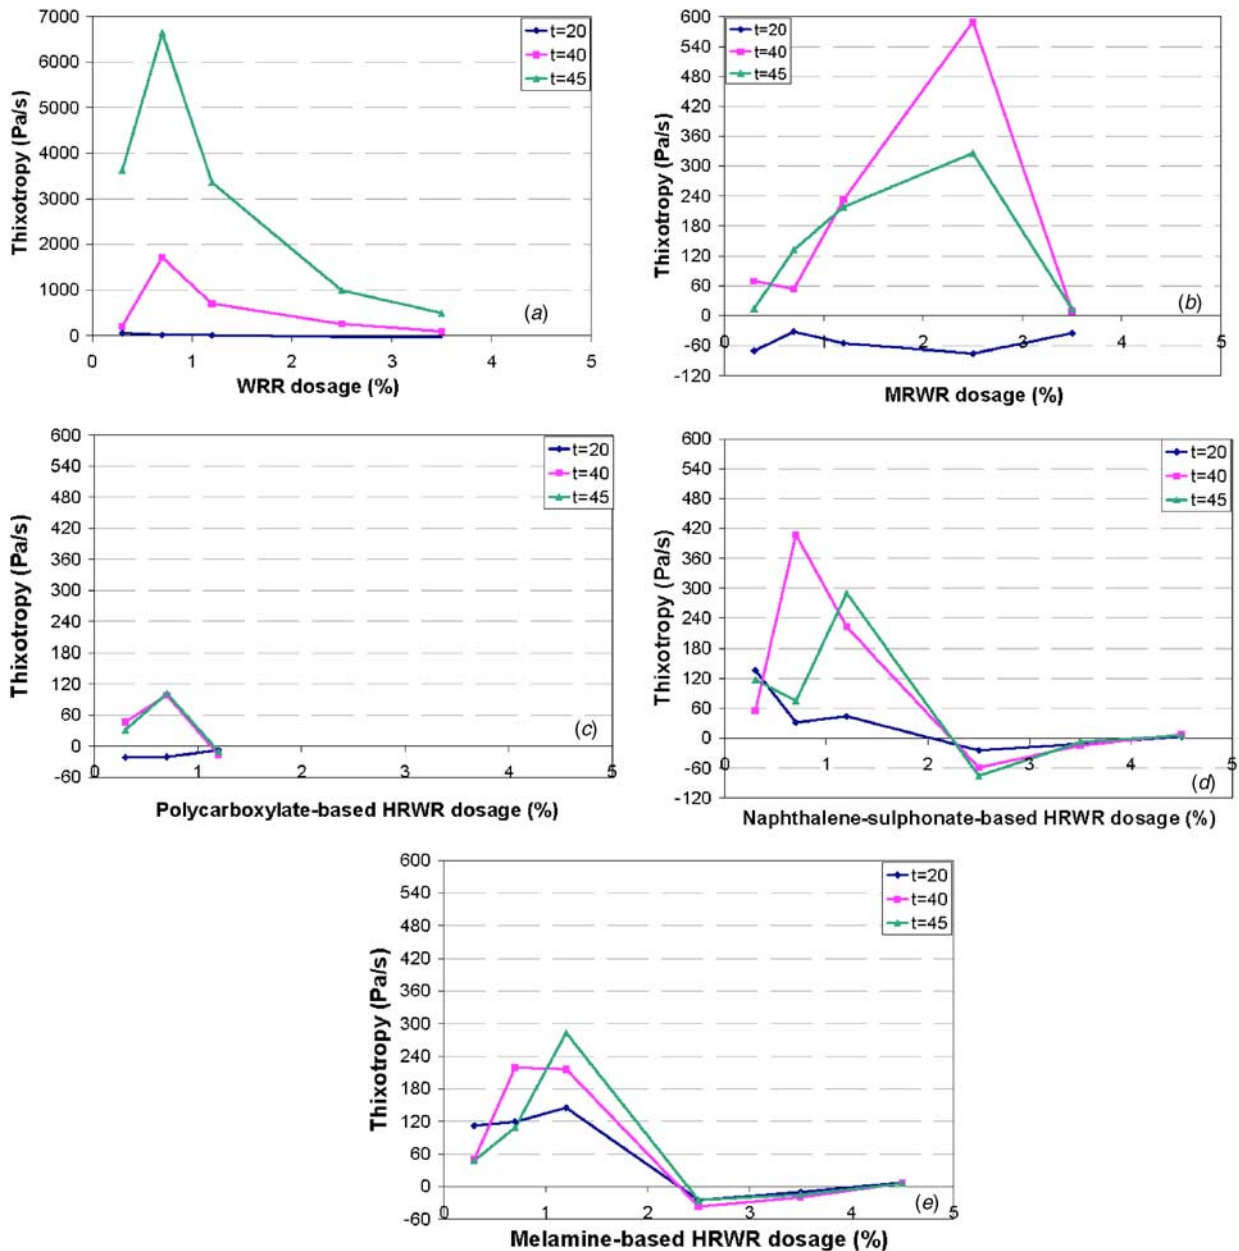 7000
6000
5000
4000
3000
2000
1000
0
Thixotropy (Pa/s)
t=20
t=40
t=45
(a)
0 1 2 3 4 5
WRR dosage (%)
600
540
480
420
360
300
240
180
120
60
0
-60
-120
Thixotropy (Pa/s)
t=20
t=40
t=45
(b)
0 1 2 3 4 5
MRWR dosage (%)
600
540
480
420
360
300
240
180
120
60
0
-60
Thixotropy (Pa/s)
t=20
t=40
t=45
(c)
0 1 2 3 4 5
Polycarboxylate-based HRWR dosage (%)
600
540
480
420
360
300
240
180
120
60
0
-60
-120
Thixotropy (Pa/s)
t=20
t=40
t=45
0 1 2 3 4 5
(d)
Naphthalene-sulphonate-based HRWR dosage (%)
600
540
480
420
360
300
240
180
120
60
0
-60
Thixotropy (Pa/s)
t=20
t=40
t=45
0 1 2 3 4 5
(e)
Melamine-based HRWR dosage (%)